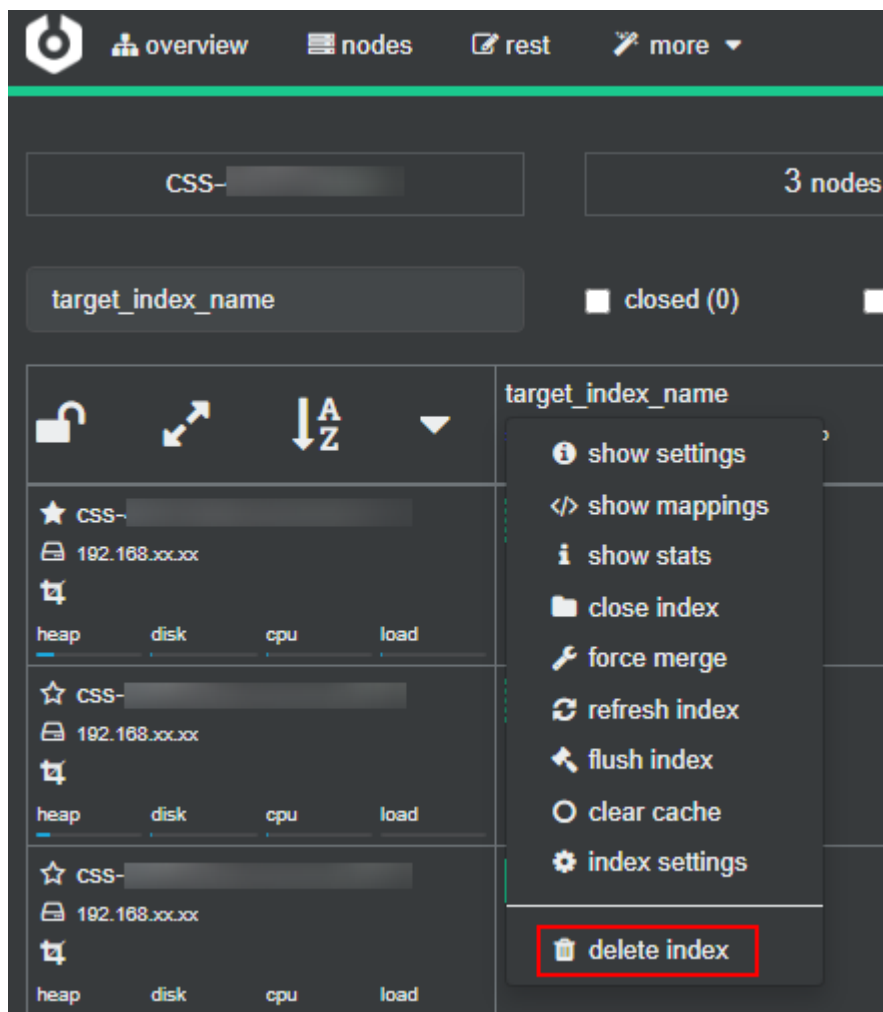 overview nodes rest more
CSS- 3 nodes
target_index_name closed (0)
target_index_name
show settings
show mappings
show stats
close index
force merge
refresh index
flush index
clear cache
index settings
delete index
A
Z
css-
192.168.xx.xx
heap disk cpu load
css-
192.168.xx.xx
heap disk cpu load
css-
192.168.xx.xx
heap disk cpu load